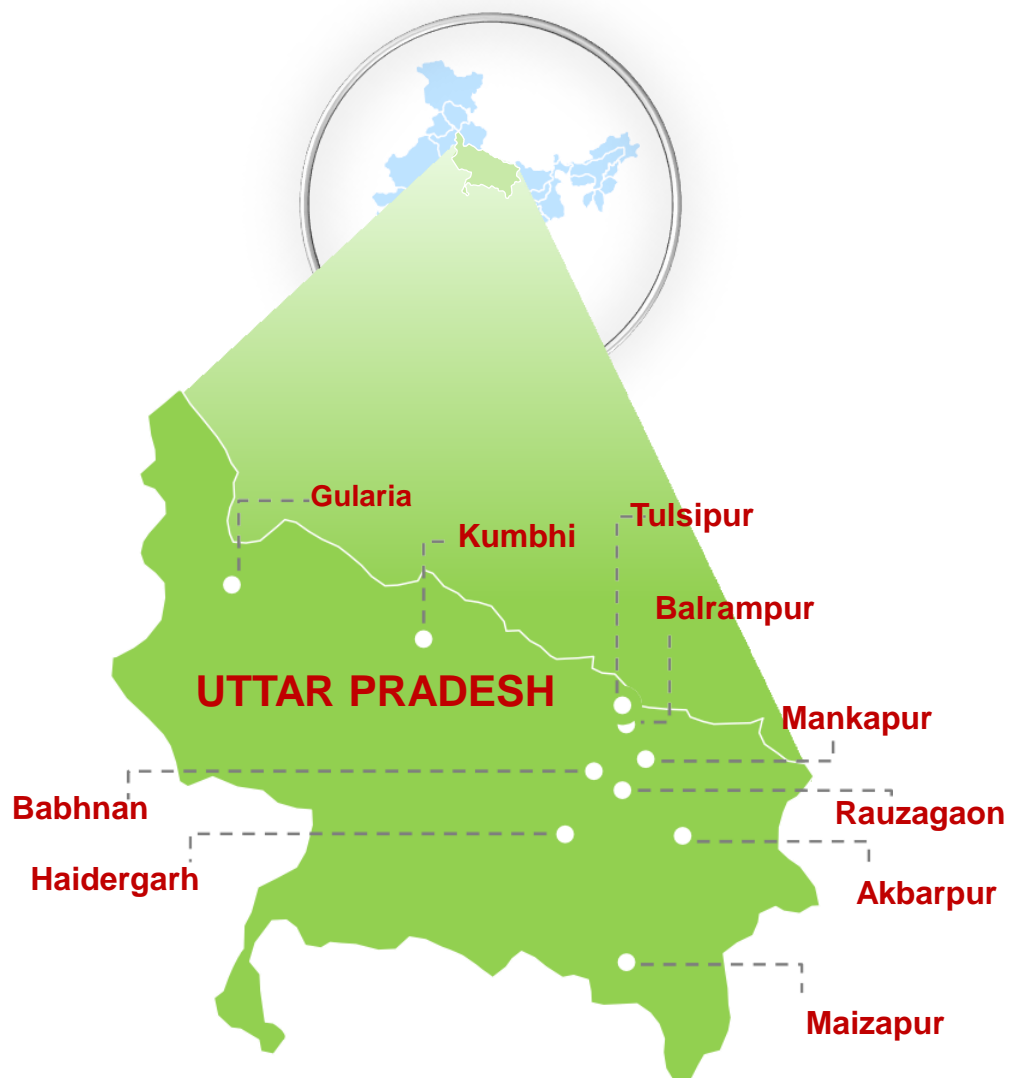 Gularia
Tulsipur
Kumbhi
Balrampur
UTTAR PRADESH
Mankapur
Babhnan
Rauzagaon
Haidergarh
Akbarpur
Maizapur